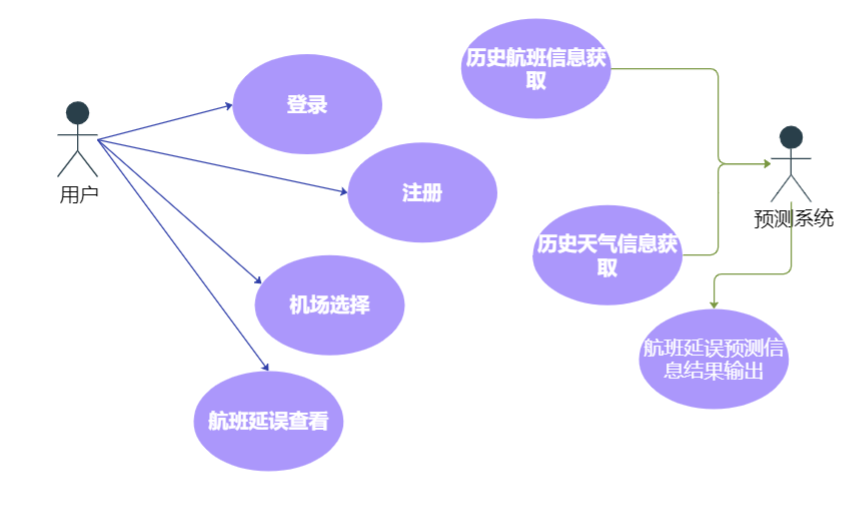 历史航班信息获
取
登录
用户
注册
预测系统
历史天气信息获
取
机场选择
航班延误预测信
息结果输出
航班延误查看